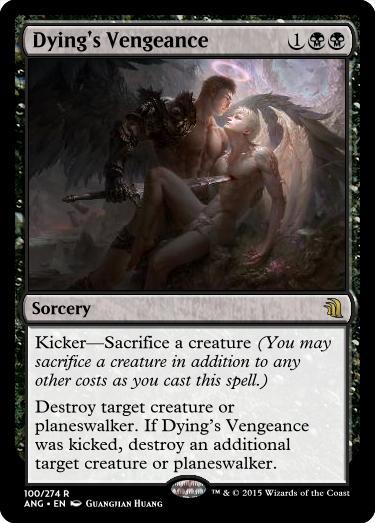 Dying's Vengeance 1
Sorcery
Kicker—Sacrifice a creature (You may
sacrifice a creature in addition to any
other costs as you cast this spell.)
Destroy target creature or
planeswalker. If Dying's Vengeance
was kicked, destroy an additional
target creature or planeswalker.
100/274 R
ANG • EN Guangjian Huang
™ & © 2015 Wizards of the Coast